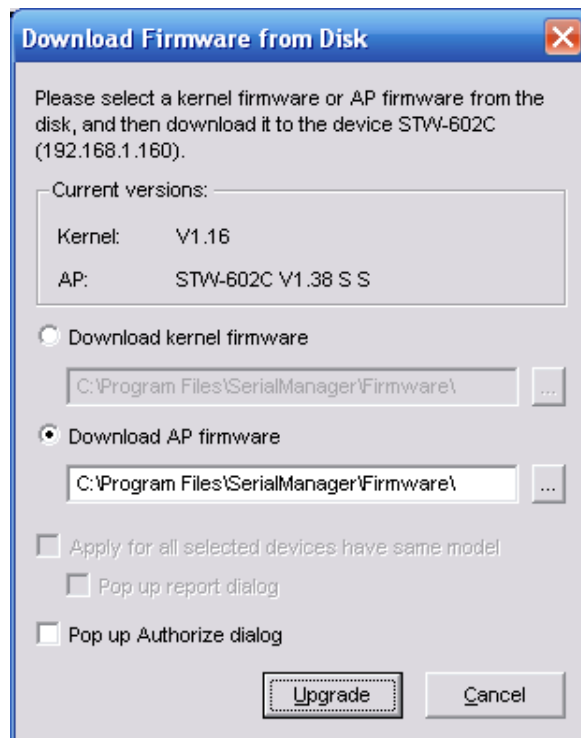 Download Firmware from Disk
Please select a kernel firmware or AP firmware from the
disk, and then download it to the device STW-602C
(192.168.1.160).
Current versions:
Kernel: V1.16
AP: STW-602C V1.38 S S
Download kernel firmware
C:\Program Files\SerialManager\Firmware\
...
Download AP firmware
C:\Program Files\SerialManager\Firmware\
...
Apply for all selected devices have same model
Pop up report dialog
Pop up Authorize dialog
Upgrade
Cancel